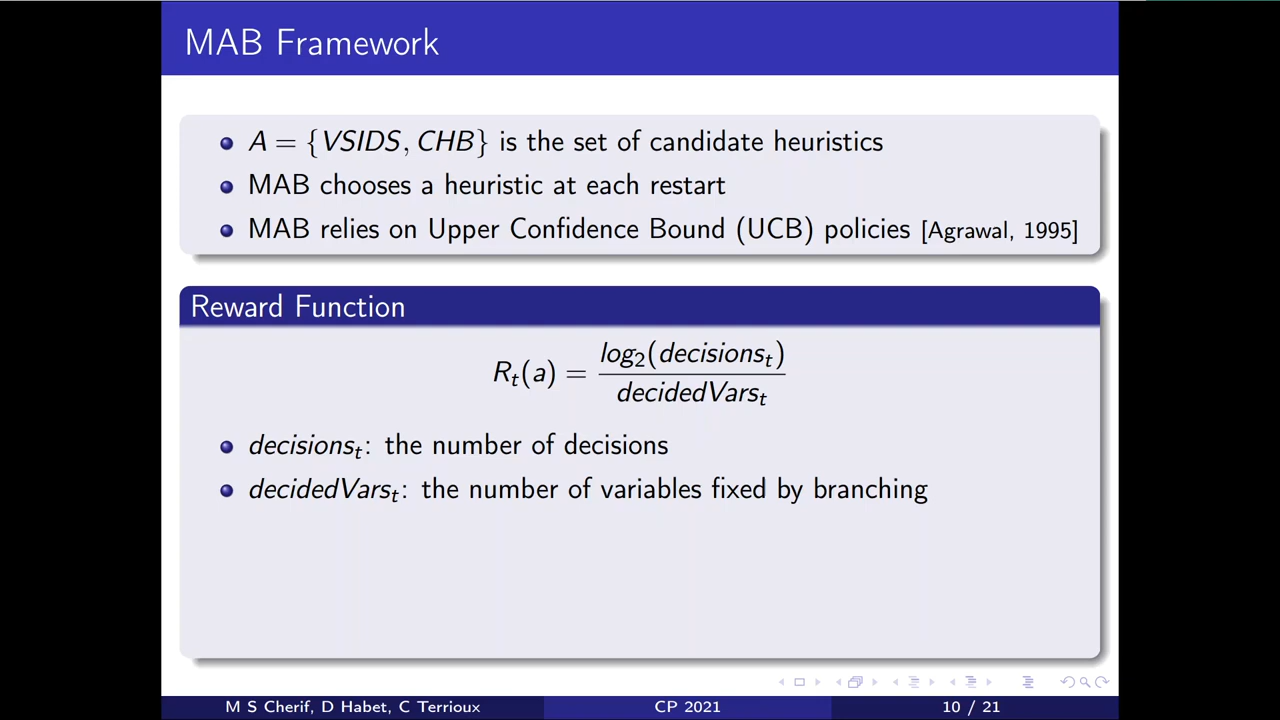 MAB Framework
A = {VSIDS, CHB} is the set of candidate heuristics
MAB chooses a heuristic at each restart
MAB relies on Upper Confidence Bound (UCB) policies [Agrawal, 1995]
Reward Function
R_t(a) = log_2(decisions_t) / decidedVars_t
decisions_t: the number of decisions
decidedVars_t: the number of variables fixed by branching
M S Cherif, D Habet, C Terrioux CP 2021 10 / 21